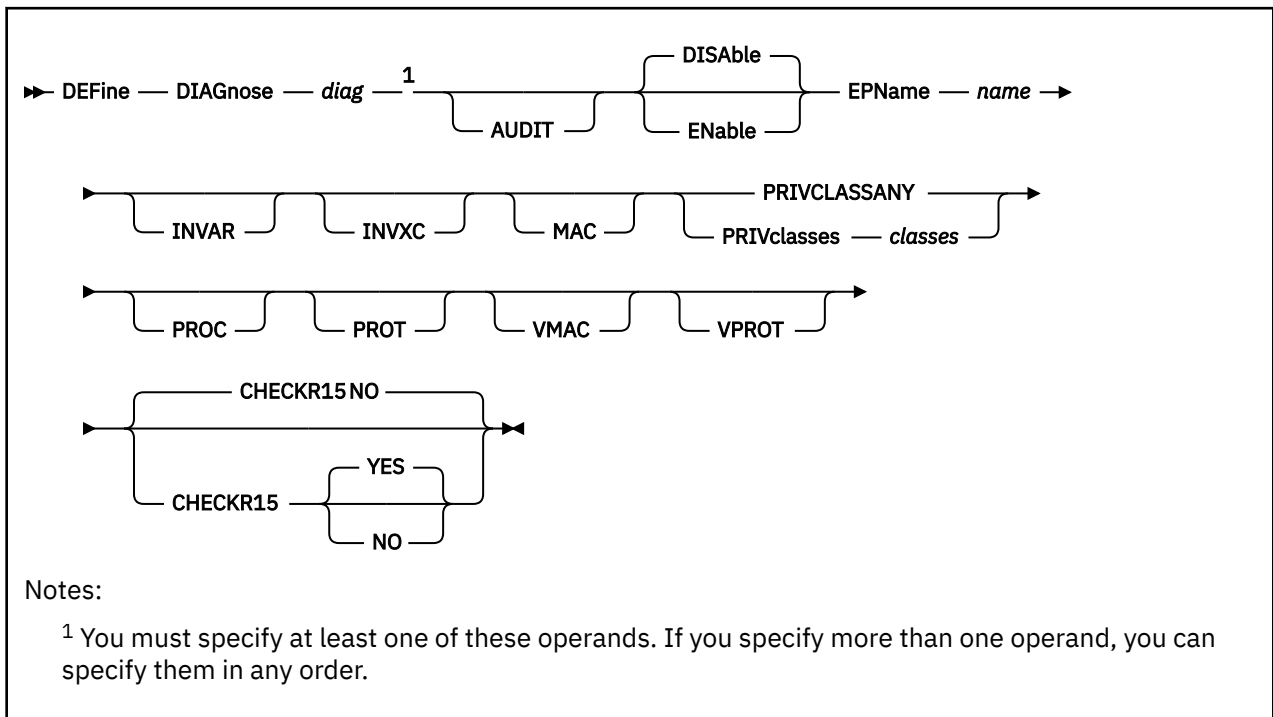 DISAble
DEFine DIAGnose diag 1 EPName name
AUDIT ENable
PRIVCLASSANY
INVAR INVXC MAC PRIVclasses classes
PROC PROT VMAC VPROT
CHECKR15 NO
YES
CHECKR15
NO
Notes:
1 You must specify at least one of these operands. If you specify more than one operand, you can
specify them in any order.